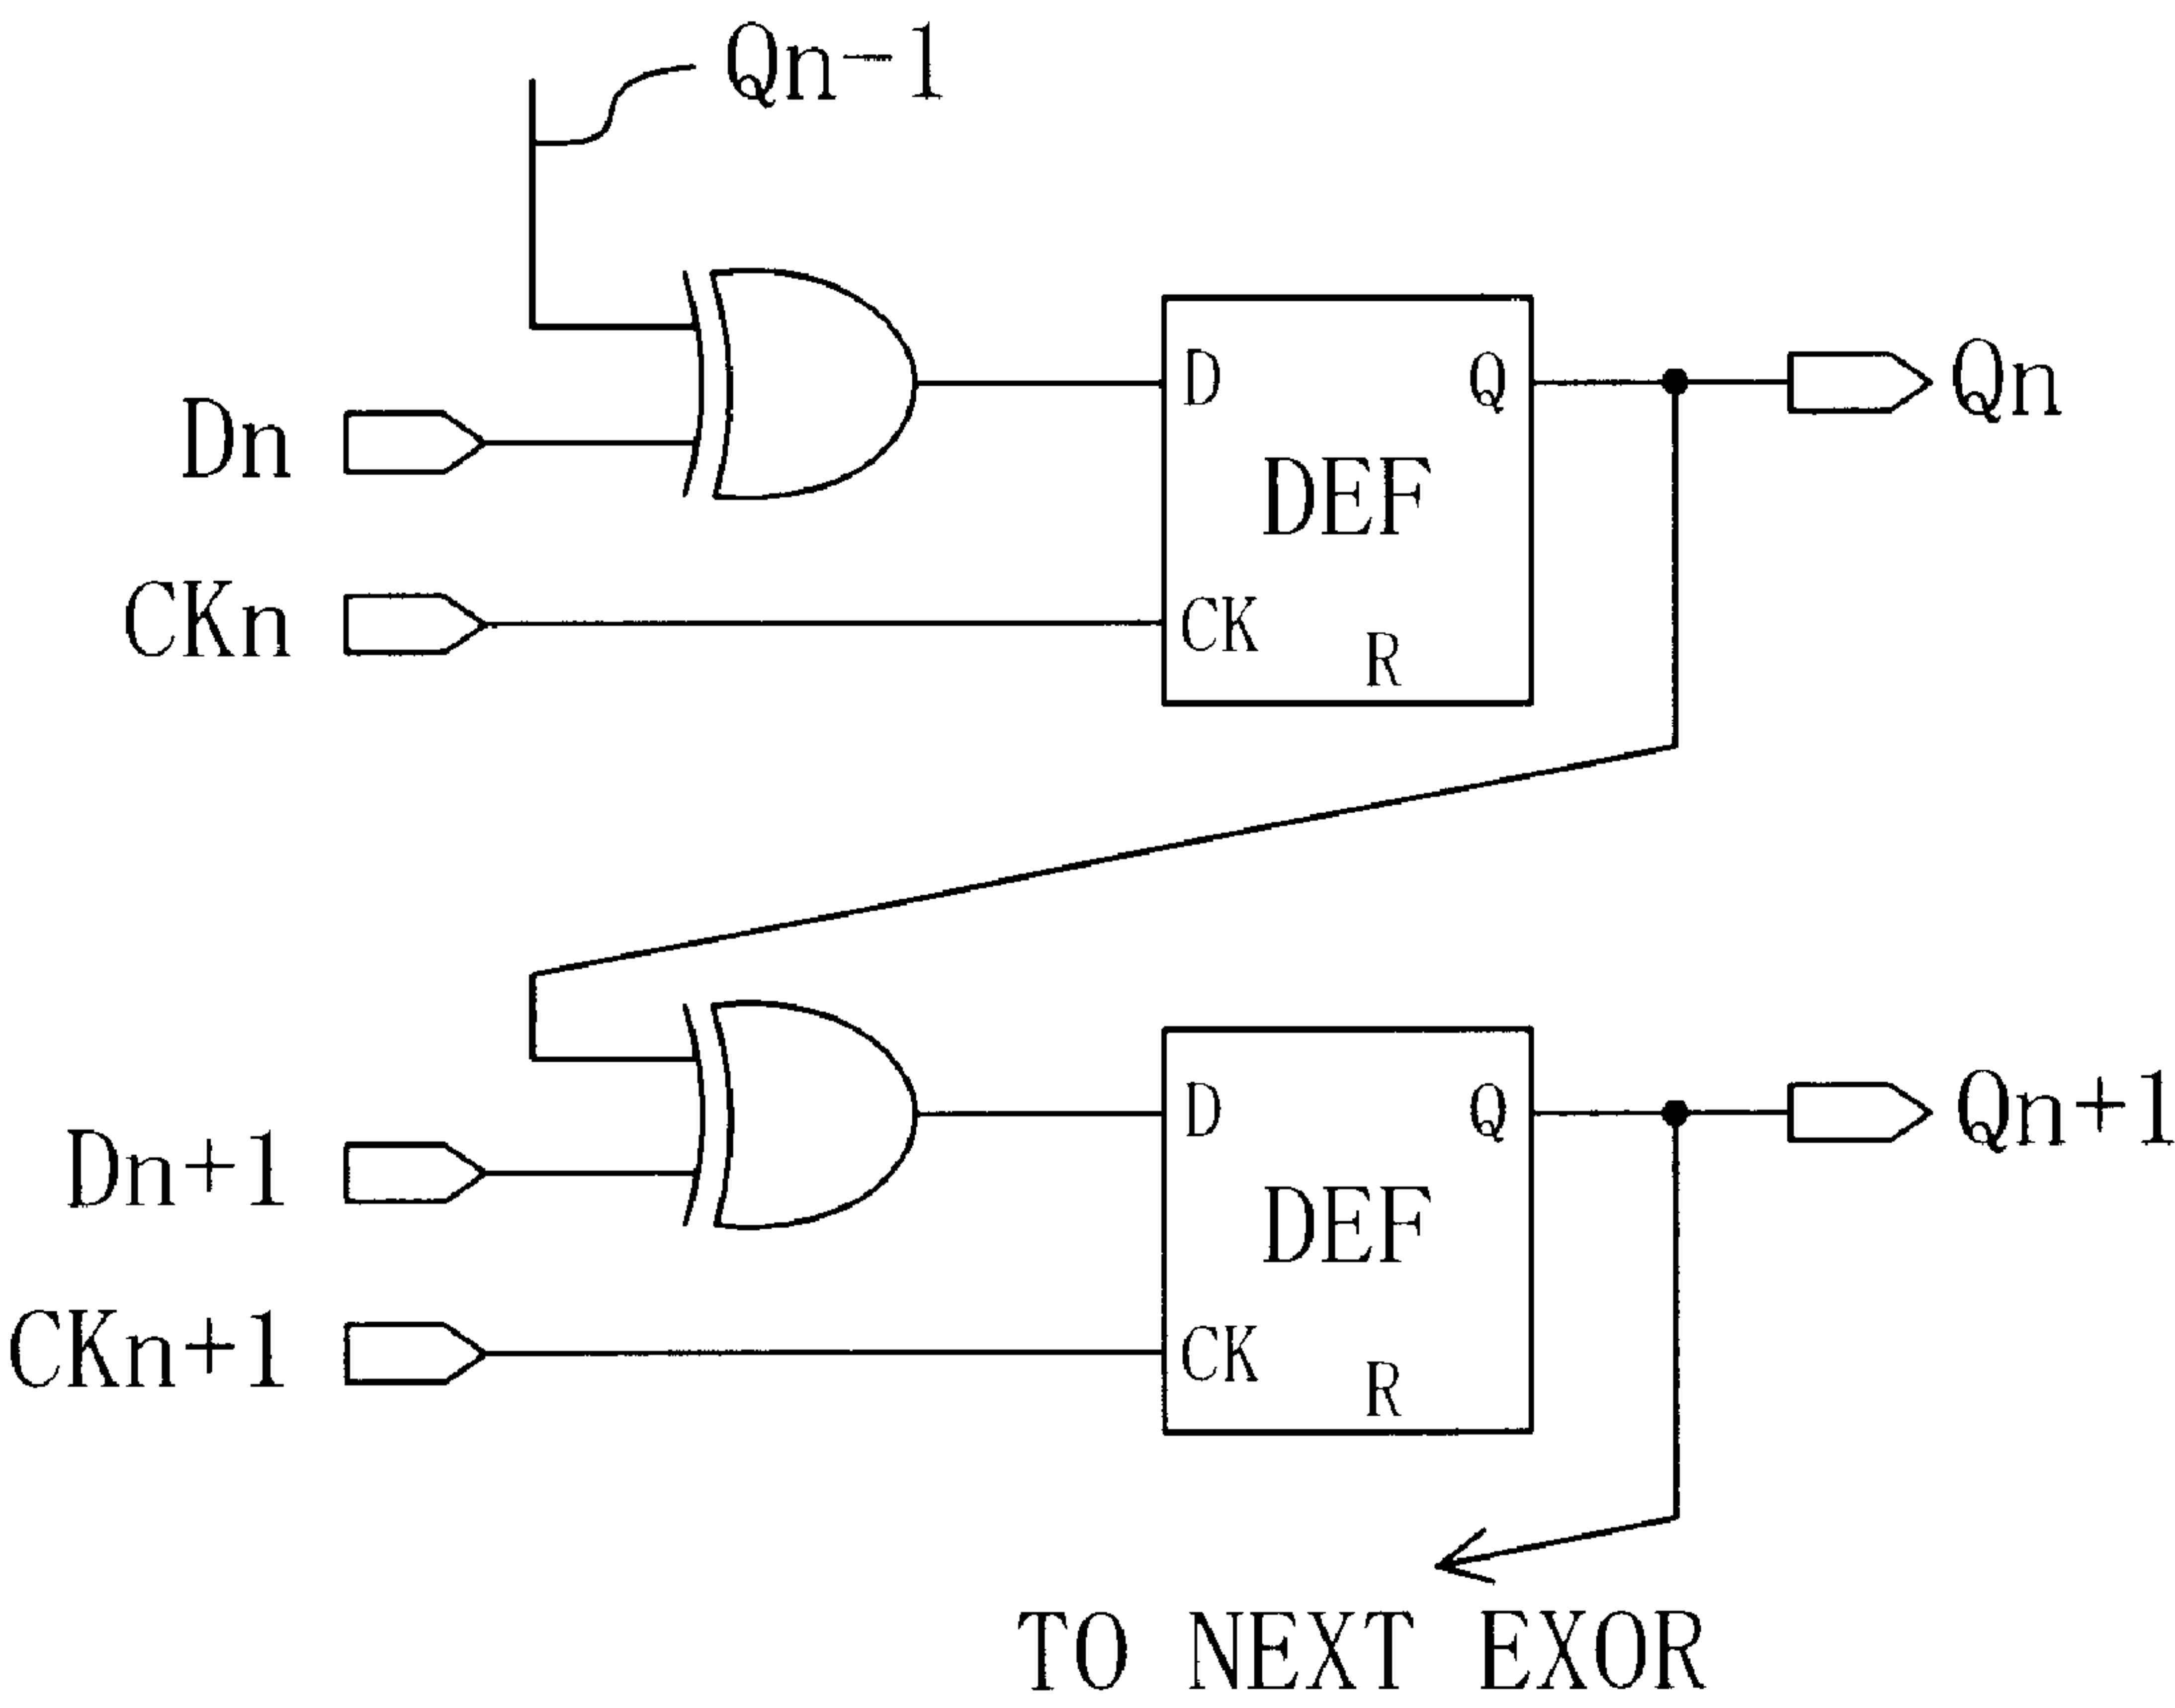 Qn-1
D Q
Dn
DEF
Qn
CKn
CK
R
D Q
Qn+1
Dn+1
DEF
CKn+1
CK
R
TO NEXT EXOR